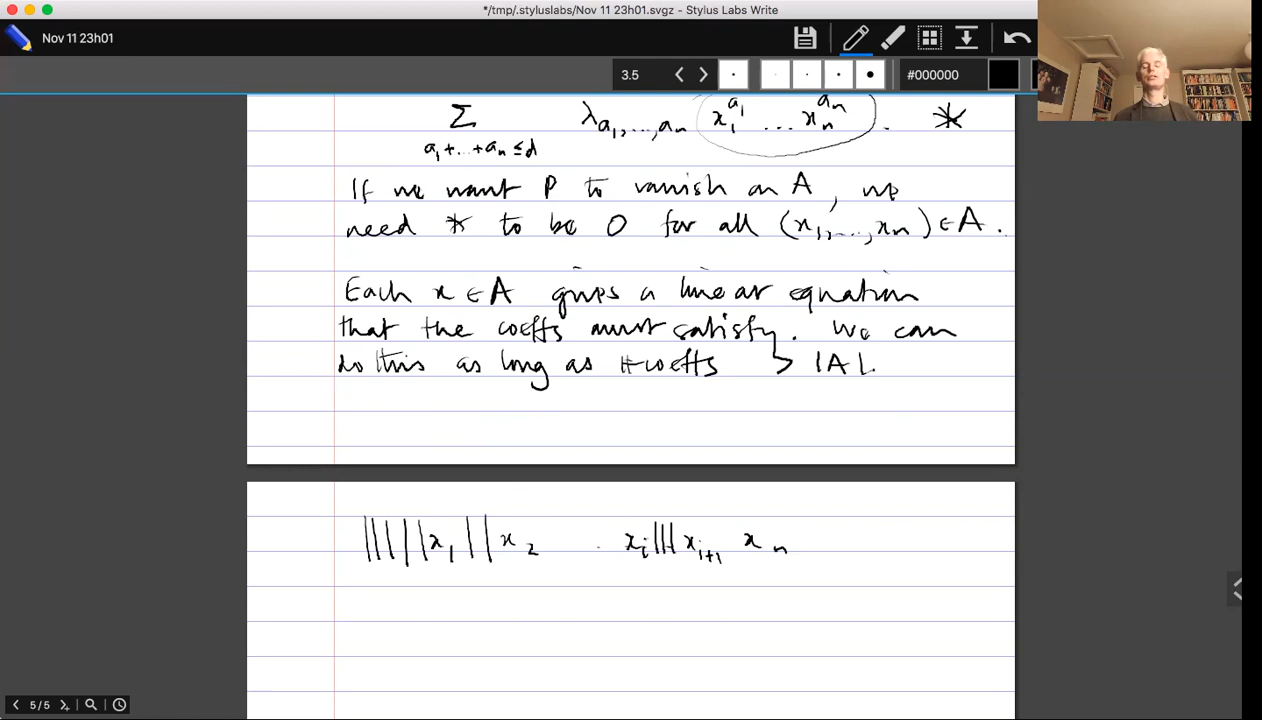 */tmp/.styluslabs/Nov 11 23h01.svgz - Stylus Labs Write
Nov 11 23h01
3.5
#000000
∑ λ_{a_1,...,a_n} x_1^{a_1} ... x_n^{a_n} . *
a_1+...+a_n ≤ d
If we want P to vanish on A, we
need * to be 0 for all (x_1,...,x_n) ∈ A.
Each x ∈ A gives a linear equation
that the coeffs must satisfy. We can
do this as long as #coeffs > |A|.
||||||x_1||x_2 . x_i|||x_{i+1} x_n
5/5